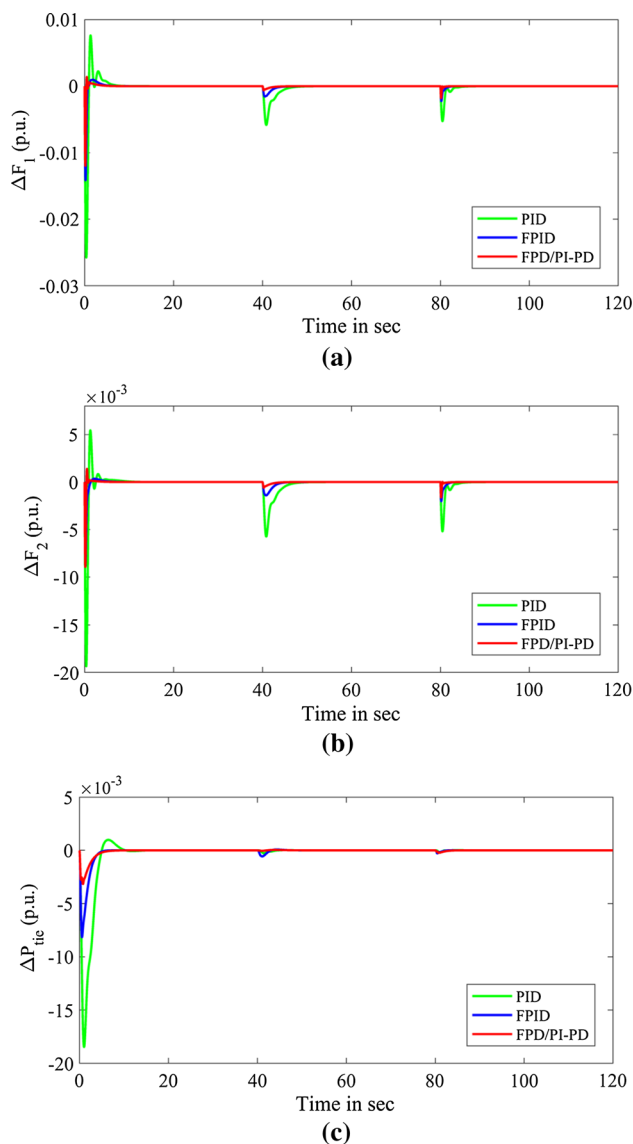 0.01
0
-0.01
-0.02
-0.03
ΔF1 (p.u.)
PID
FPID
FPD/PI-PD
0 20 40 60 80 100 120
Time in sec
(a)
×10-3
5
0
-5
-10
-15
-20
ΔF2 (p.u.)
PID
FPID
FPD/PI-PD
0 20 40 60 80 100 120
Time in sec
(b)
×10-3
5
0
-5
-10
-15
-20
ΔPtie (p.u.)
PID
FPID
FPD/PI-PD
0 20 40 60 80 100 120
Time in sec
(c)